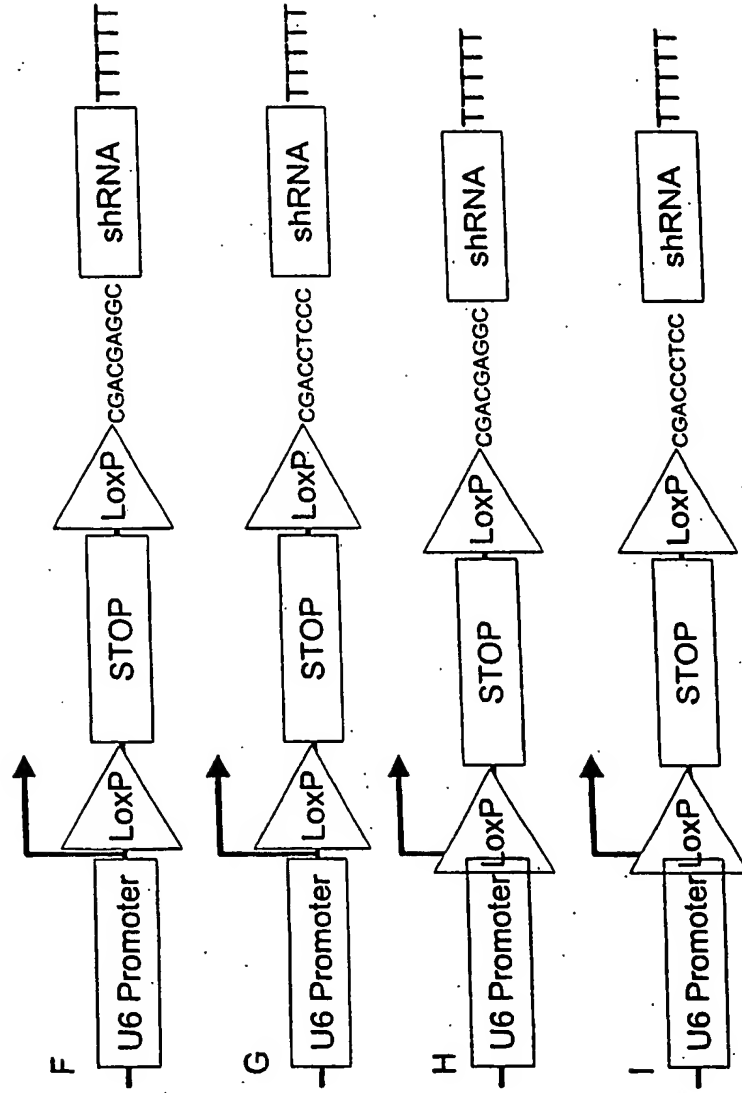 F
U6 Promoter LoxP STOP LoxP CGACGAGGC shRNA TTTTT
G
U6 Promoter LoxP STOP LoxP CGACCTCCC shRNA TTTTT
H
U6 Promoter LoxP STOP LoxP CGACGAGGC shRNA TTTTT
I
U6 Promoter LoxP STOP LoxP CGACCCTCC shRNA TTTTT